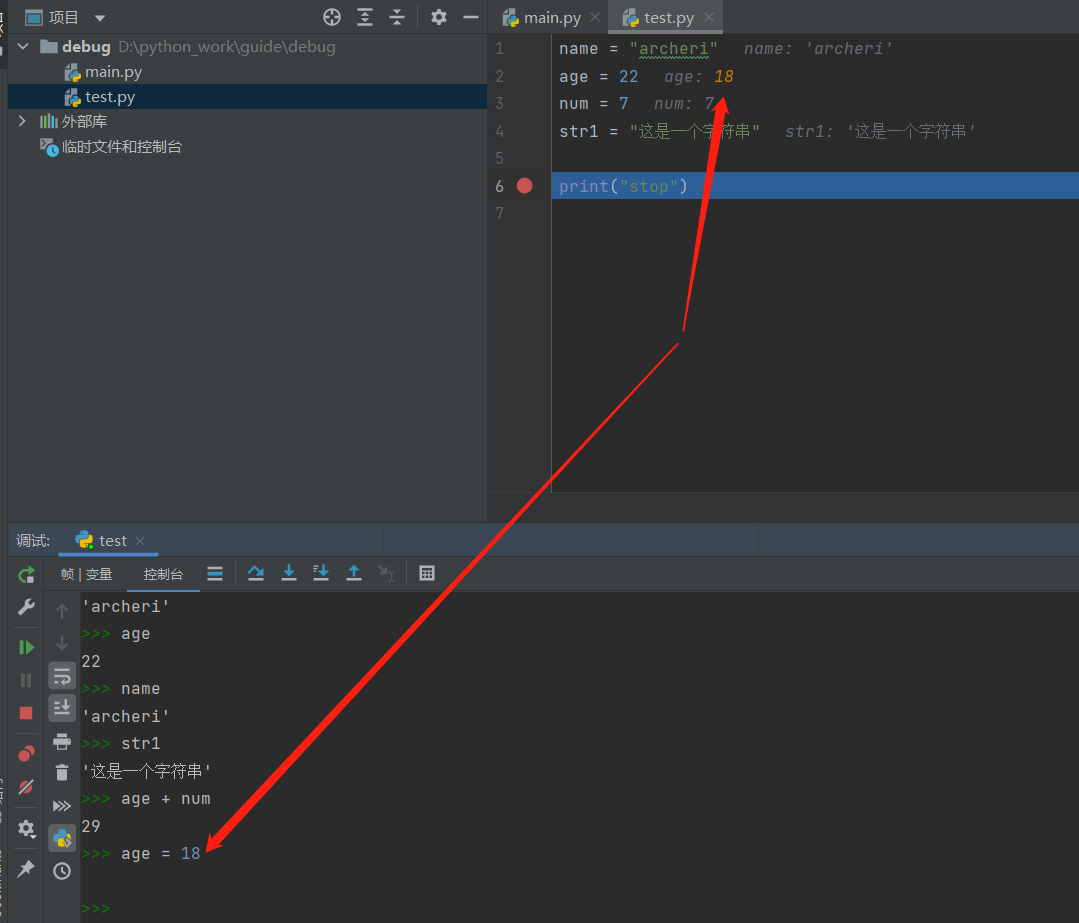 项目
main.py
test.py
debug D:\python_work\guide\debug
main.py
test.py
外部库
临时文件和控制台
1 name = "archeri" name: 'archeri'
2 age = 22 age: 18
3 num = 7 num: 7
4 str1 = "这是一个字符串" str1: '这是一个字符串'
5
6 print("stop")
7
调试: test
帧 | 变量 控制台
'archeri'
>>> age
22
>>> name
'archeri'
>>> str1
'这是一个字符串'
>>> age + num
29
>>> age = 18
>>>